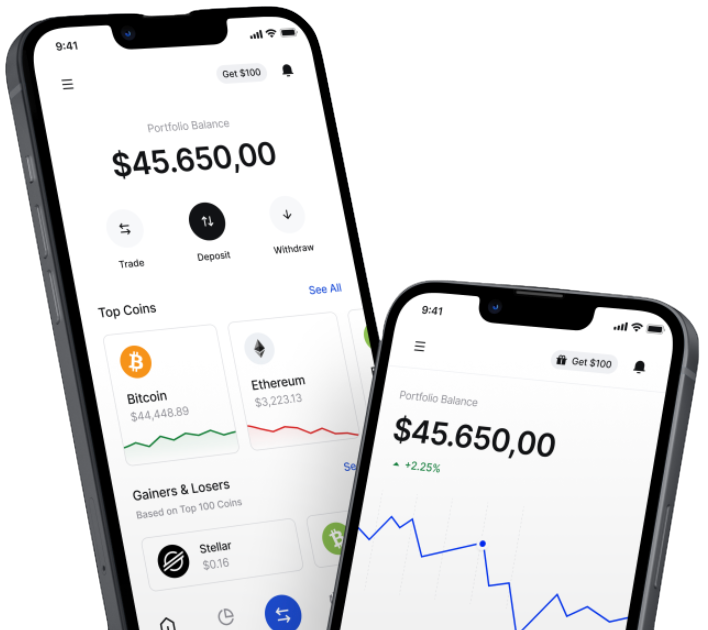 9:41
Get $100
Portfolio Balance
$45.650,00
Trade
Deposit
Withdraw
Top Coins
See All
Bitcoin
$44,448.89
Ethereum
$3,223.13
Gainers & Losers
Based on Top 100 Coins
Stellar
$0.16
9:41
Get $100
Portfolio Balance
$45.650,00
+2.25%